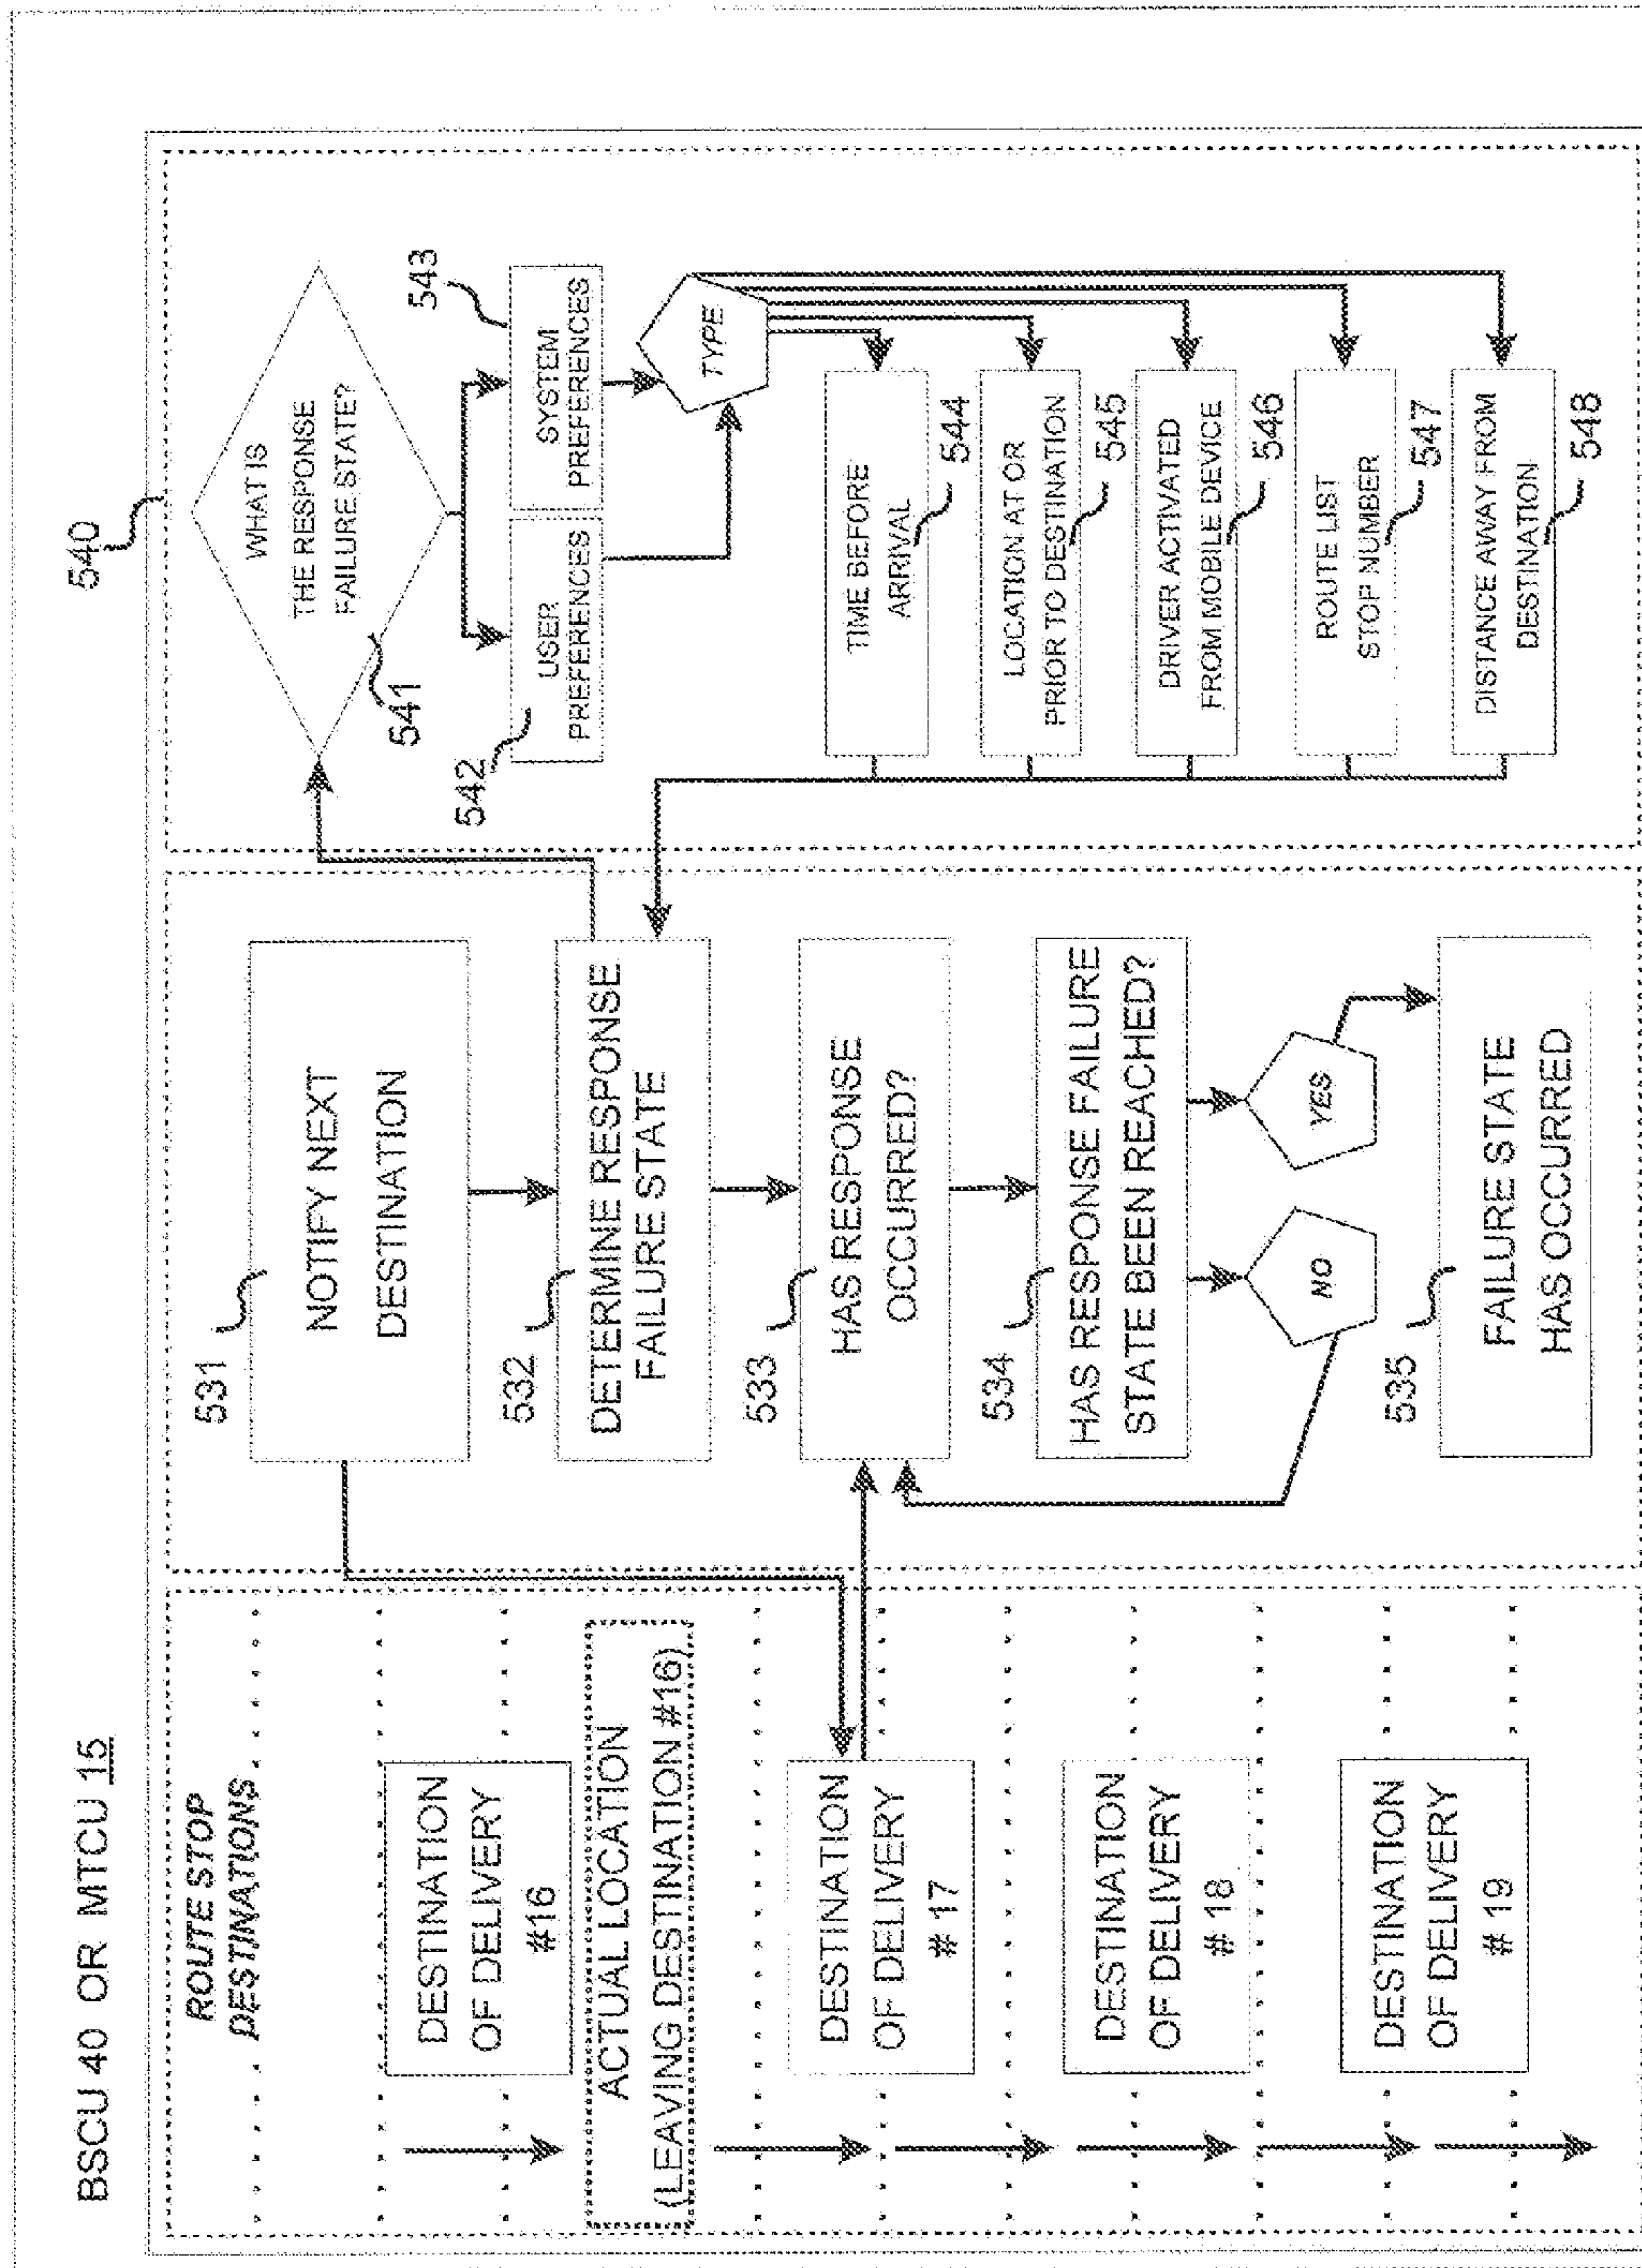 BSCU 40 OR MTCU 15
ROUTE STOP
DESTINATIONS
DESTINATION
OF DELIVERY
#16
ACTUAL LOCATION
(LEAVING DESTINATION #16)
DESTINATION
OF DELIVERY
# 17
DESTINATION
OF DELIVERY
# 18
DESTINATION
OF DELIVERY
# 19
531
NOTIFY NEXT
DESTINATION
532
DETERMINE RESPONSE
FAILURE STATE
533
HAS RESPONSE
OCCURRED?
534
HAS RESPONSE FAILURE
STATE BEEN REACHED?
NO
YES
535
FAILURE STATE
HAS OCCURRED
540
WHAT IS
THE RESPONSE
FAILURE STATE?
541
542
USER
PREFERENCES
543
SYSTEM
PREFERENCES
TYPE
TIME BEFORE
ARRIVAL
544
LOCATION AT OR
PRIOR TO DESTINATION
545
DRIVER ACTIVATED
FROM MOBILE DEVICE
546
ROUTE LIST
STOP NUMBER
547
DISTANCE AWAY FROM
DESTINATION
548